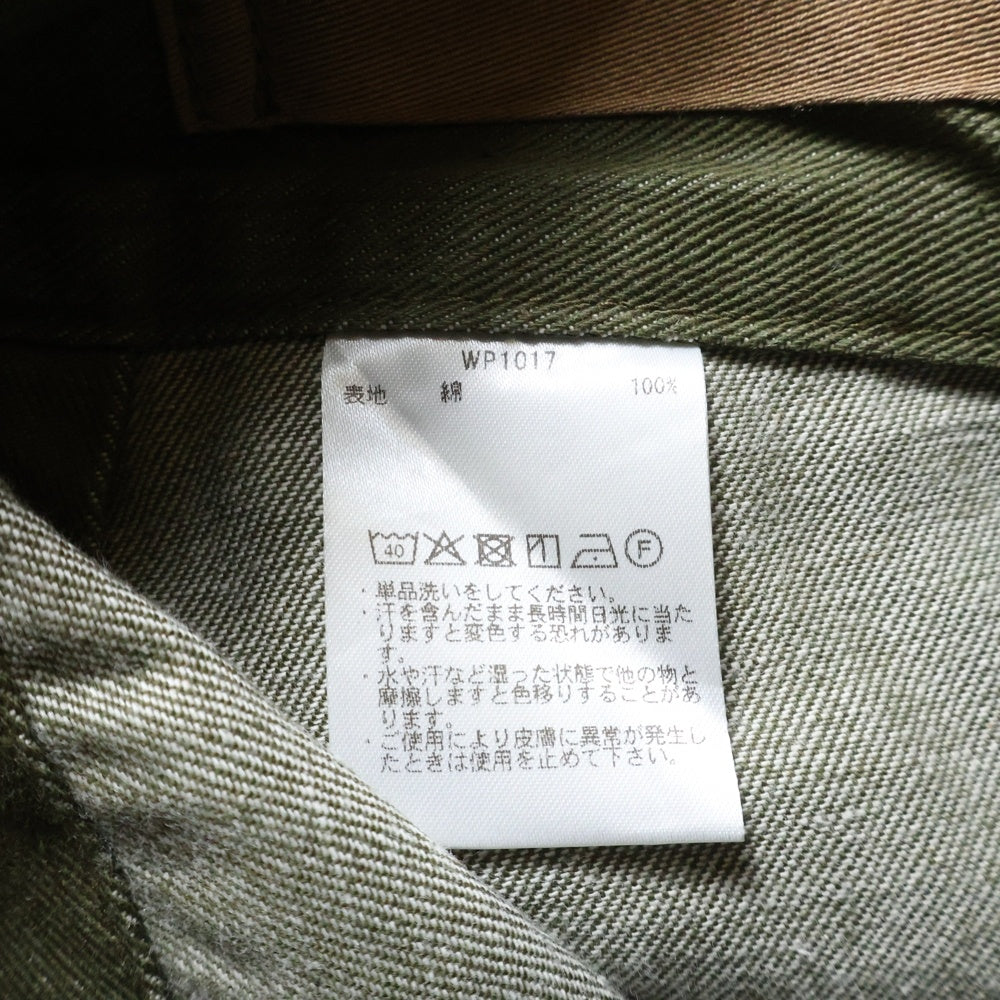 WP1017
表地 綿 100%
40 F
・単品洗いをしてください。
・汗を含んだまま長時間日光に当た
りますと変色する恐れがありま
す。
・水や汗など湿った状態で他の物と
摩擦しますと色移りすることがあ
ります。
・ご使用により皮膚に異常が発生し
たときは使用を止めて下さい。